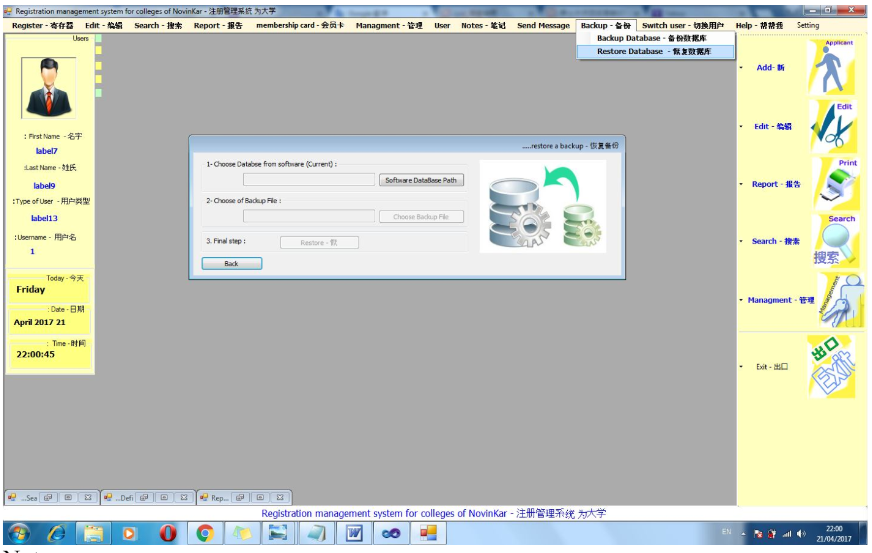 Registration management system for colleges of NovinKar - 注册管理系统 为大学
Register - 寄存器 Edit - 编辑 Search - 搜索 Report - 报告 membership card - 会员卡 Managment - 管理 User Notes - 笔记 Send Message Backup - 备份 Switch user - 切换用户 Help - 帮帮我 Setting
Backup Database - 备份数据库
Restore Database - 恢复数据库
Users
: First Name - 名字
label7
:Last Name - 姓氏
label9
:Type of User - 用户类型
label13
:Username - 用户名
1
Today - 今天
Friday
: Date - 日期
April 2017 21
: Time - 时间
22:00:45
....restore a backup - 恢复备份
1- Choose Databse from software (Current) :
Software DataBase Path
2- Choose of Backup File :
Choose Backup File
3. Final step :
Restore - 恢
Back
Applicant
Add- 新
Edit
Edit - 编辑
Print
Report - 报告
Search
Search - 搜索
搜索
Management
Managment - 管理
出口
Exit
Exit - 出口
...Sea
...Defi
Rep...
Registration management system for colleges of NovinKar - 注册管理系统 为大学
EN
22:00
21/04/2017